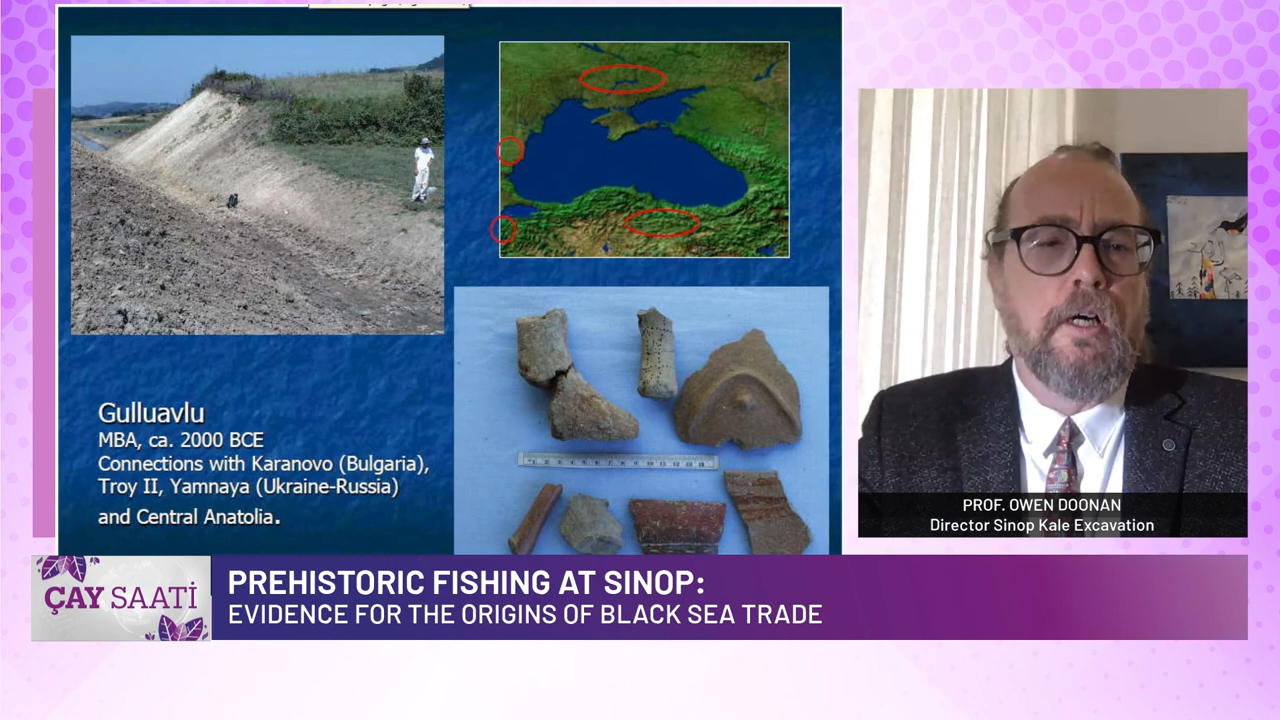 Gulluavlu
MBA, ca. 2000 BCE
Connections with Karanovo (Bulgaria),
Troy II, Yamnaya (Ukraine-Russia)
and Central Anatolia.
PROF. OWEN DOONAN
Director Sinop Kale Excavation
ÇAY SAATİ
PREHISTORIC FISHING AT SINOP:
EVIDENCE FOR THE ORIGINS OF BLACK SEA TRADE